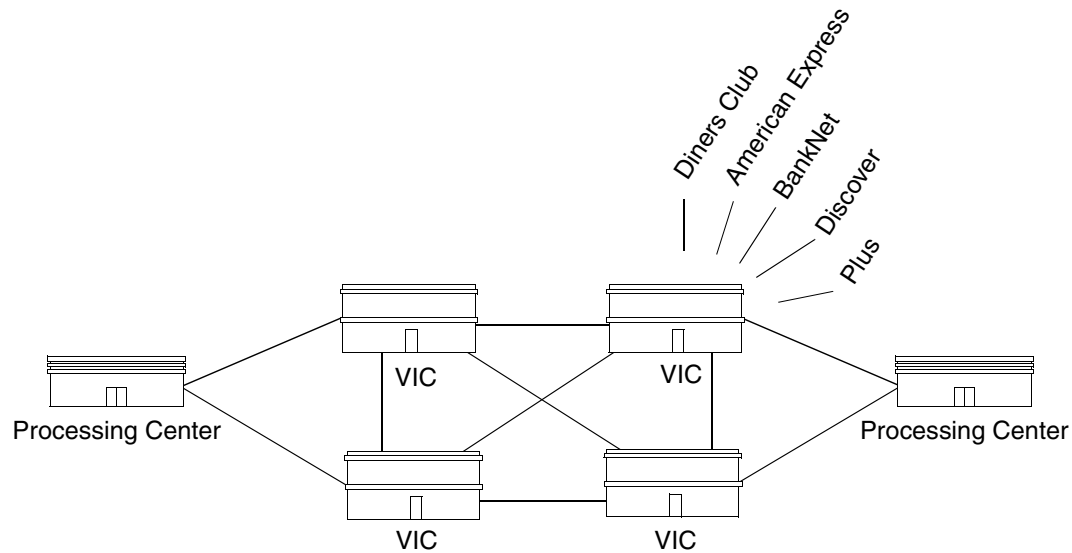 Diners Club
American Express
BankNet
Discover
Plus
VIC
VIC
Processing Center
Processing Center
VIC
VIC